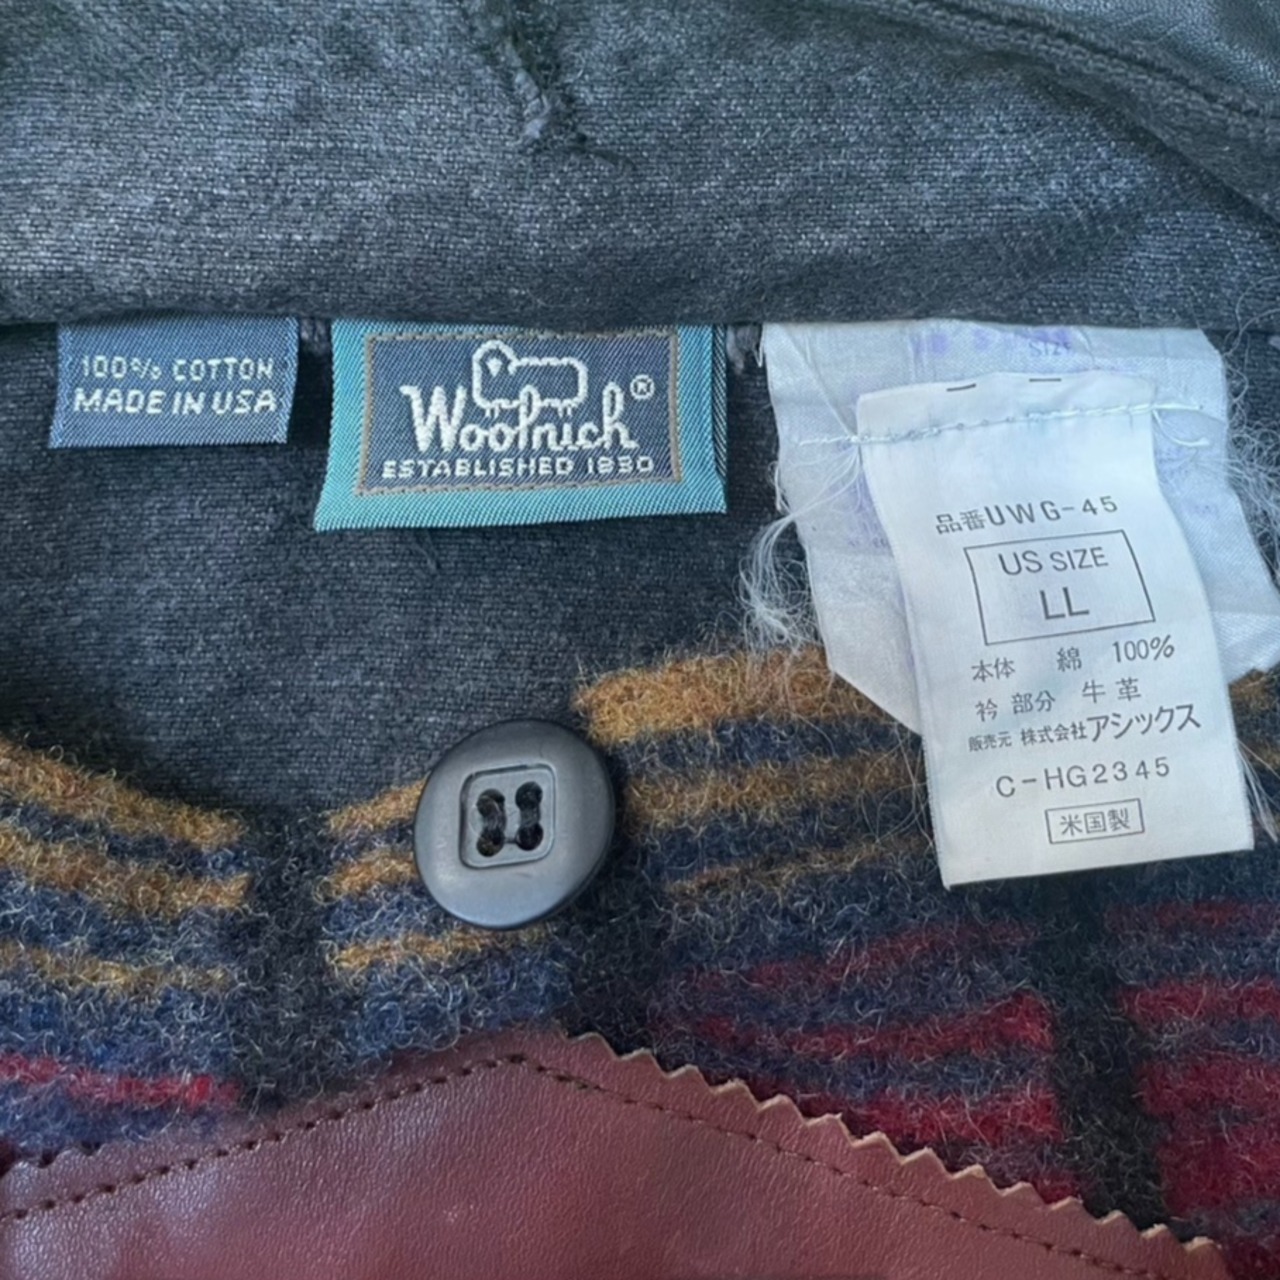 100% COTTON
MADE IN USA
Woolrich®
ESTABLISHED 1830
SIZE
品番UWG-45
US SIZE
LL
本体 綿 100%
衿部分 牛革
販売元 株式会社アシックス
C-HG2345
米国製